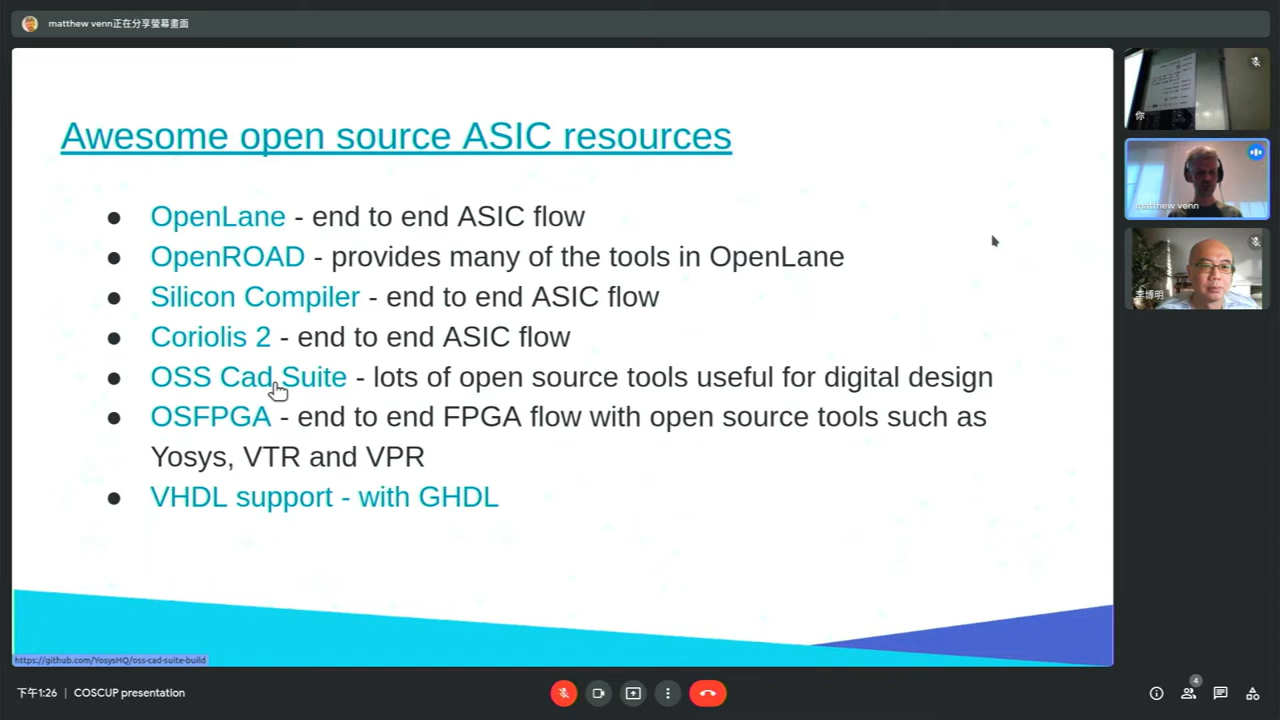 matthew venn正在分享螢幕畫面
Awesome open source ASIC resources
● OpenLane - end to end ASIC flow
● OpenROAD - provides many of the tools in OpenLane
● Silicon Compiler - end to end ASIC flow
● Coriolis 2 - end to end ASIC flow
● OSS Cad Suite - lots of open source tools useful for digital design
● OSFPGA - end to end FPGA flow with open source tools such as
Yosys, VTR and VPR
● VHDL support - with GHDL
https://github.com/YosysHQ/oss-cad-suite-build
你
matthew venn
李博明
下午1:26 | COSCUP presentation
4